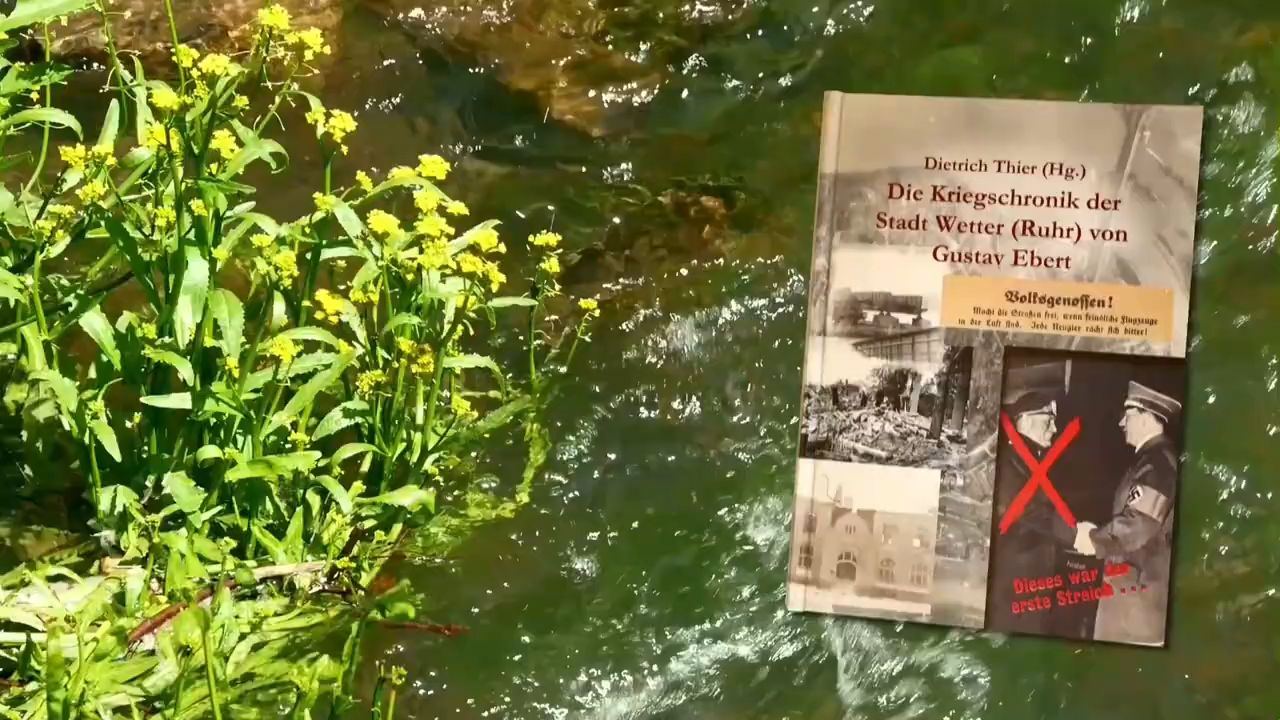 Dietrich Thier (Hg.)
Die Kriegschronik der
Stadt Wetter (Ruhr) von
Gustav Ebert
Volksgenossen!
Macht die Straßen frei, wenn feindliche Flugzeuge
in der Luft sind. Jede Neugier rächt sich bitter!
Dieses war der
erste Streich . . .